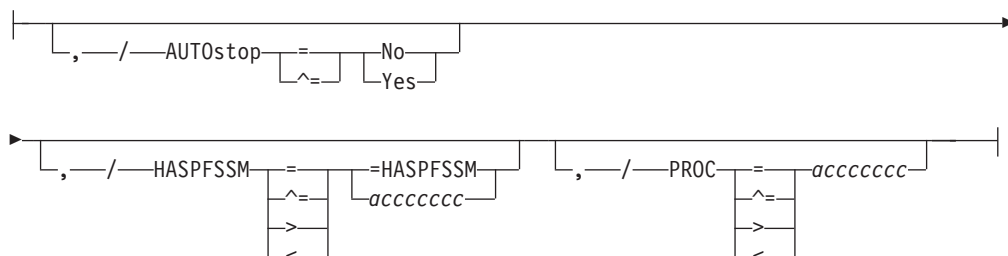 , / AUTOstop = No
^= Yes
, / HASPFSSM = =HASPFSSM , / PROC = acccccccc
^= acccccccc ^=
> >
< <